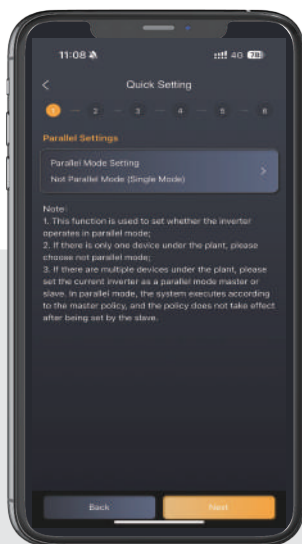 11:08
4G 78
Quick Setting
1 2 3 4 5 6
Parallel Settings
Parallel Mode Setting
Not Parallel Mode (Single Mode)
Note:
1. This function is used to set whether the inverter
operates in parallel mode;
2. If there is only one device under the plant, please
choose not parallel mode;
3. If there are multiple devices under the plant, please
set the current inverter as a parallel mode master or
slave. In parallel mode, the system executes according
to the master policy, and the policy does not take effect
after being set by the slave.
Back
Next